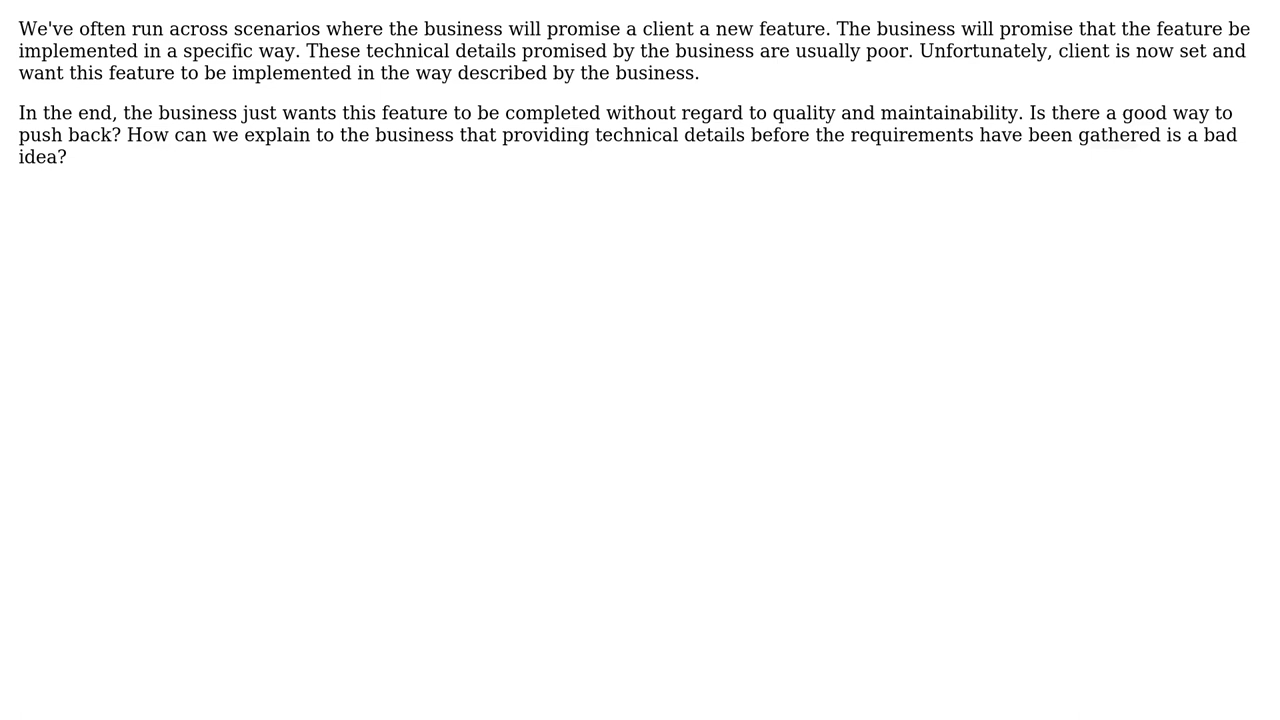 We've often run across scenarios where the business will promise a client a new feature. The business will promise that the feature be
implemented in a specific way. These technical details promised by the business are usually poor. Unfortunately, client is now set and
want this feature to be implemented in the way described by the business.
In the end, the business just wants this feature to be completed without regard to quality and maintainability. Is there a good way to
push back? How can we explain to the business that providing technical details before the requirements have been gathered is a bad
idea?